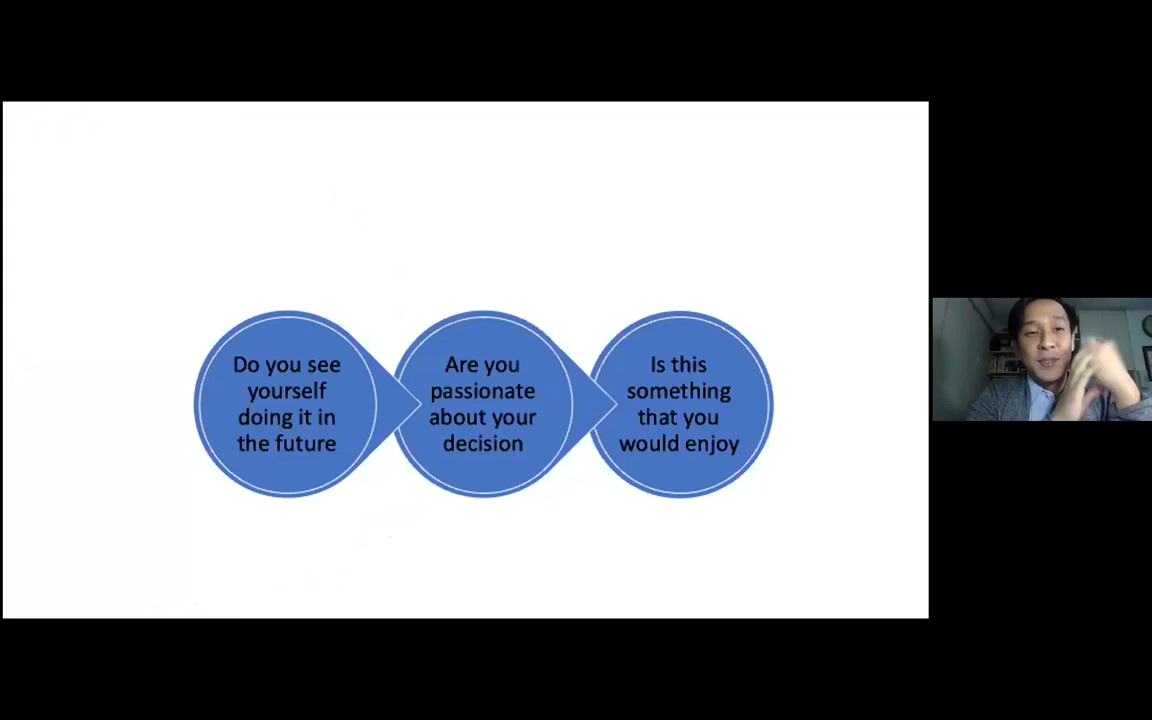 Do you see
yourself
doing it in
the future
Are you
passionate
about your
decision
Is this
something
that you
would enjoy